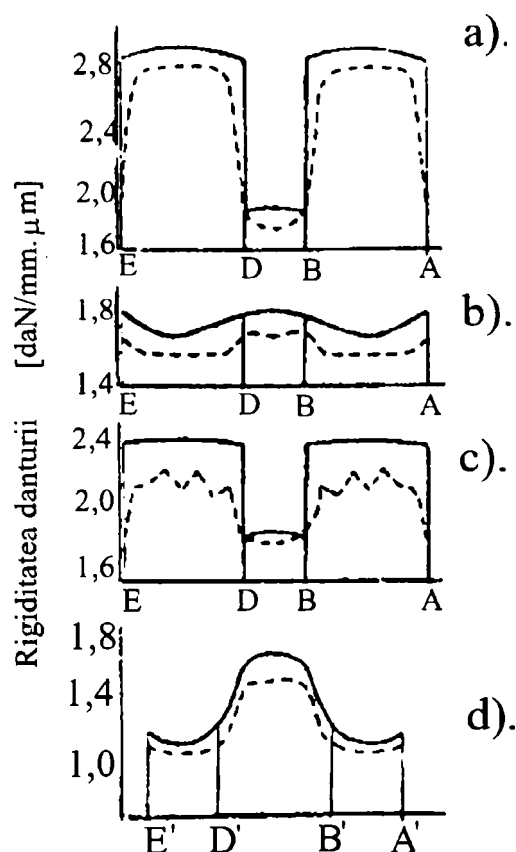 a).
2,8
2,4
2,0
1,6
E D B A
b).
1,8
1,4
E D B A
c).
2,4
2,0
1,6
E D B A
d).
1,8
1,4
1,0
E' D' B' A'
Rigiditatea danturii [daN/mm.μm]